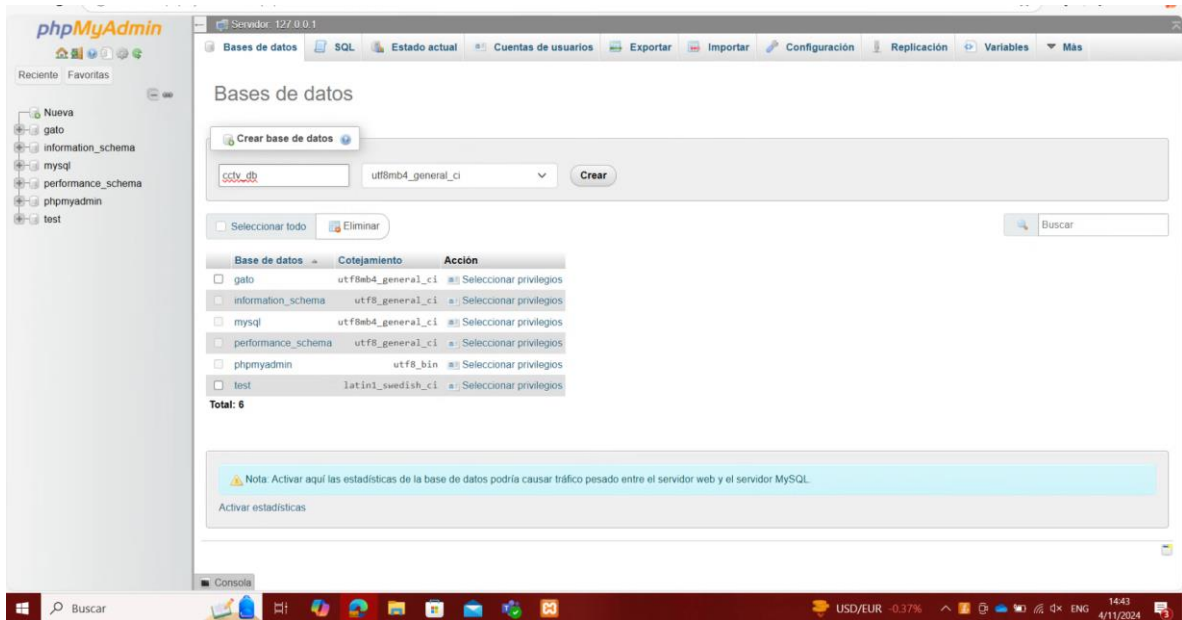 phpMyAdmin
Reciente Favoritas
Nueva
gato
information_schema
mysql
performance_schema
phpmyadmin
test
Servidor: 127.0.0.1
Bases de datos SQL Estado actual Cuentas de usuarios Exportar Importar Configuración Replicación Variables Más
Bases de datos
Crear base de datos
cctv_db utf8mb4_general_ci Crear
Seleccionar todo Eliminar Buscar
Base de datos Cotejamiento Acción
gato utf8mb4_general_ci Seleccionar privilegios
information_schema utf8_general_ci Seleccionar privilegios
mysql utf8mb4_general_ci Seleccionar privilegios
performance_schema utf8_general_ci Seleccionar privilegios
phpmyadmin utf8_bin Seleccionar privilegios
test latin1_swedish_ci Seleccionar privilegios
Total: 6
Nota: Activar aquí las estadísticas de la base de datos podría causar tráfico pesado entre el servidor web y el servidor MySQL.
Activar estadísticas
Consola
Buscar USD/EUR -0.37% ENG 14:43
4/11/2024